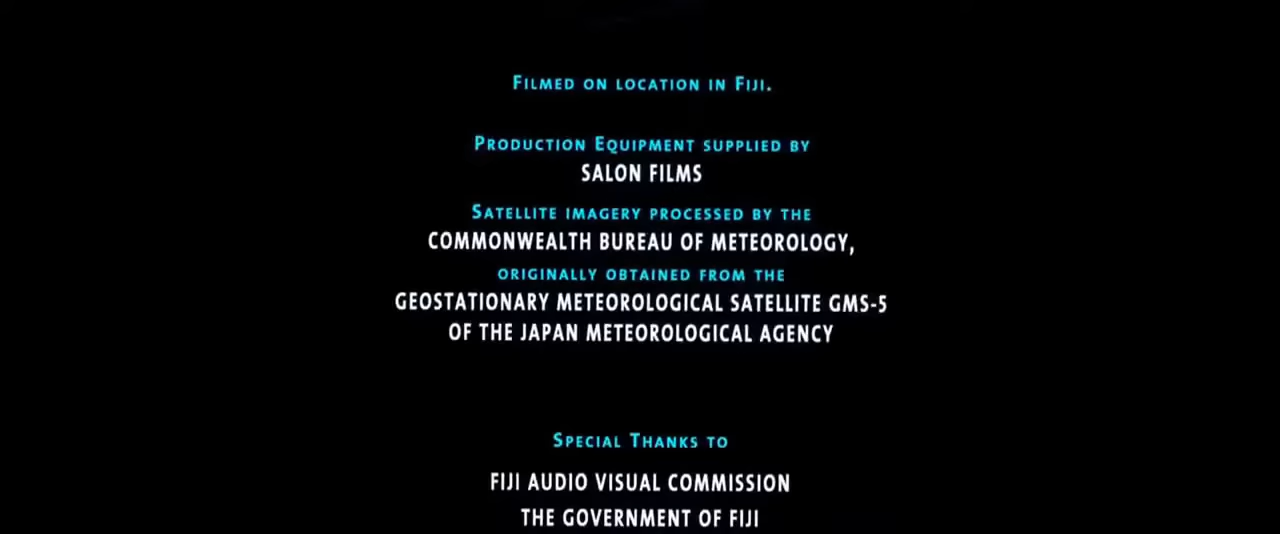 FILMED ON LOCATION IN FIJI.
PRODUCTION EQUIPMENT SUPPLIED BY
SALON FILMS
SATELLITE IMAGERY PROCESSED BY THE
COMMONWEALTH BUREAU OF METEOROLOGY,
ORIGINALLY OBTAINED FROM THE
GEOSTATIONARY METEOROLOGICAL SATELLITE GMS-5
OF THE JAPAN METEOROLOGICAL AGENCY
SPECIAL THANKS TO
FIJI AUDIO VISUAL COMMISSION
THE GOVERNMENT OF FIJI